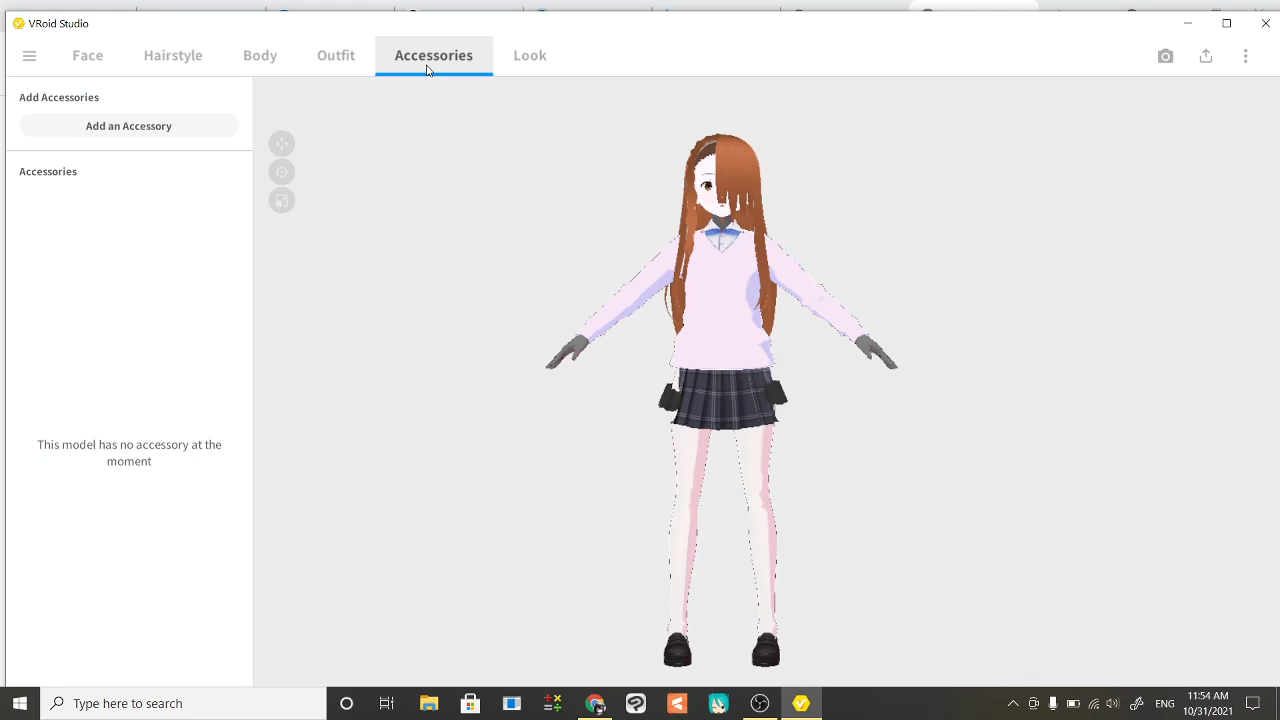 VRoid Studio
Face
Hairstyle
Body
Outfit
Accessories
Look
Add Accessories
Add an Accessory
Accessories
This model has no accessory at the
moment
Type here to search
ENG
11:54 AM
10/31/2021